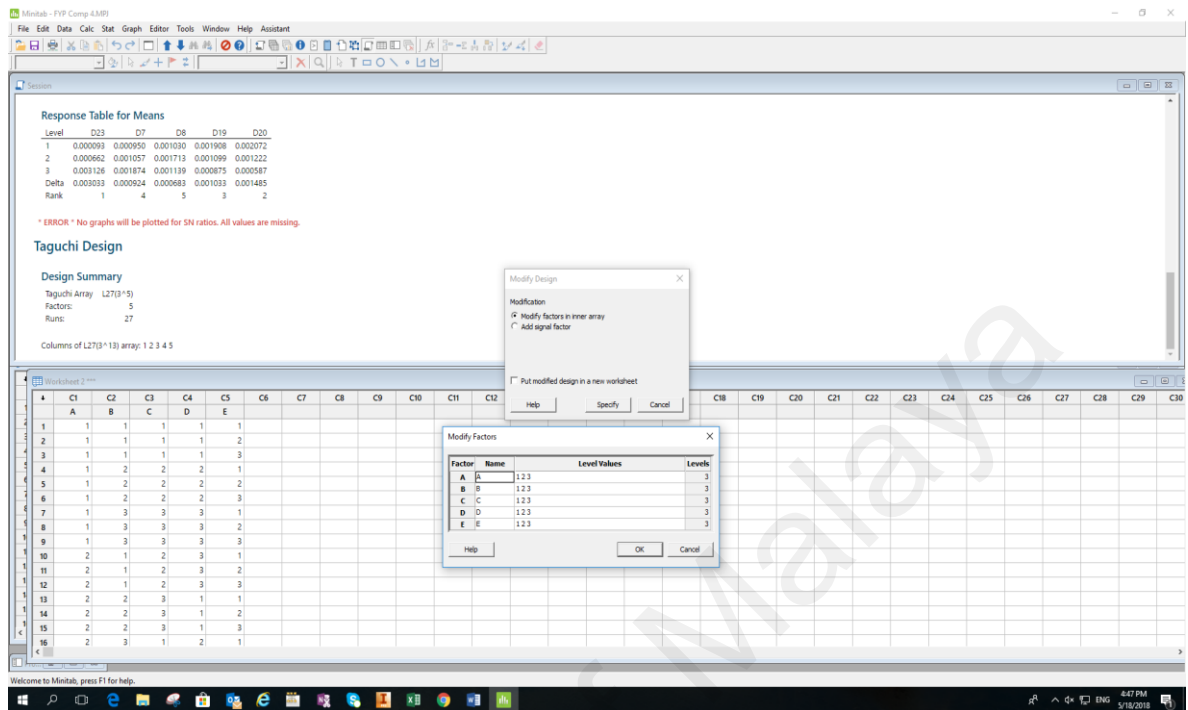 Minitab - FYP Comp 4.MPJ
File Edit Data Calc Stat Graph Editor Tools Window Help Assistant
Session
Response Table for Means
Level D23 D7 D8 D19 D20
1 0.000093 0.000950 0.001030 0.001908 0.002072
2 0.000662 0.001057 0.001713 0.001099 0.001222
3 0.003126 0.001874 0.001139 0.000875 0.000587
Delta 0.003033 0.000924 0.000683 0.001033 0.001485
Rank 1 4 5 3 2
* ERROR * No graphs will be plotted for SN ratios. All values are missing.
Taguchi Design
Design Summary
Taguchi Array L27(3^5)
Factors: 5
Runs: 27
Columns of L27(3^13) array: 1 2 3 4 5
Modify Design
Modification
Modify factors in inner array
Add signal factor
Put modified design in a new worksheet
Help Specify Cancel
Worksheet 2 ***
C1 C2 C3 C4 C5 C6 C7 C8 C9 C10 C11 C12 C18 C19 C20 C21 C22 C23 C24 C25 C26 C27 C28 C29 C30
A B C D E
1 1 1 1 1 1
2 1 1 1 1 2
3 1 1 1 1 3
4 1 2 2 2 1
5 1 2 2 2 2
6 1 2 2 2 3
7 1 3 3 3 1
8 1 3 3 3 2
9 1 3 3 3 3
10 2 1 2 3 1
11 2 1 2 3 2
12 2 1 2 3 3
13 2 2 3 1 1
14 2 2 3 1 2
15 2 2 3 1 3
16 2 3 1 2 1
Modify Factors
Factor Name Level Values Levels
A A 1 2 3 3
B B 1 2 3 3
C C 1 2 3 3
D D 1 2 3 3
E E 1 2 3 3
Help OK Cancel
Welcome to Minitab, press F1 for help.
ENG 4:47 PM
5/18/2018
of Malaya